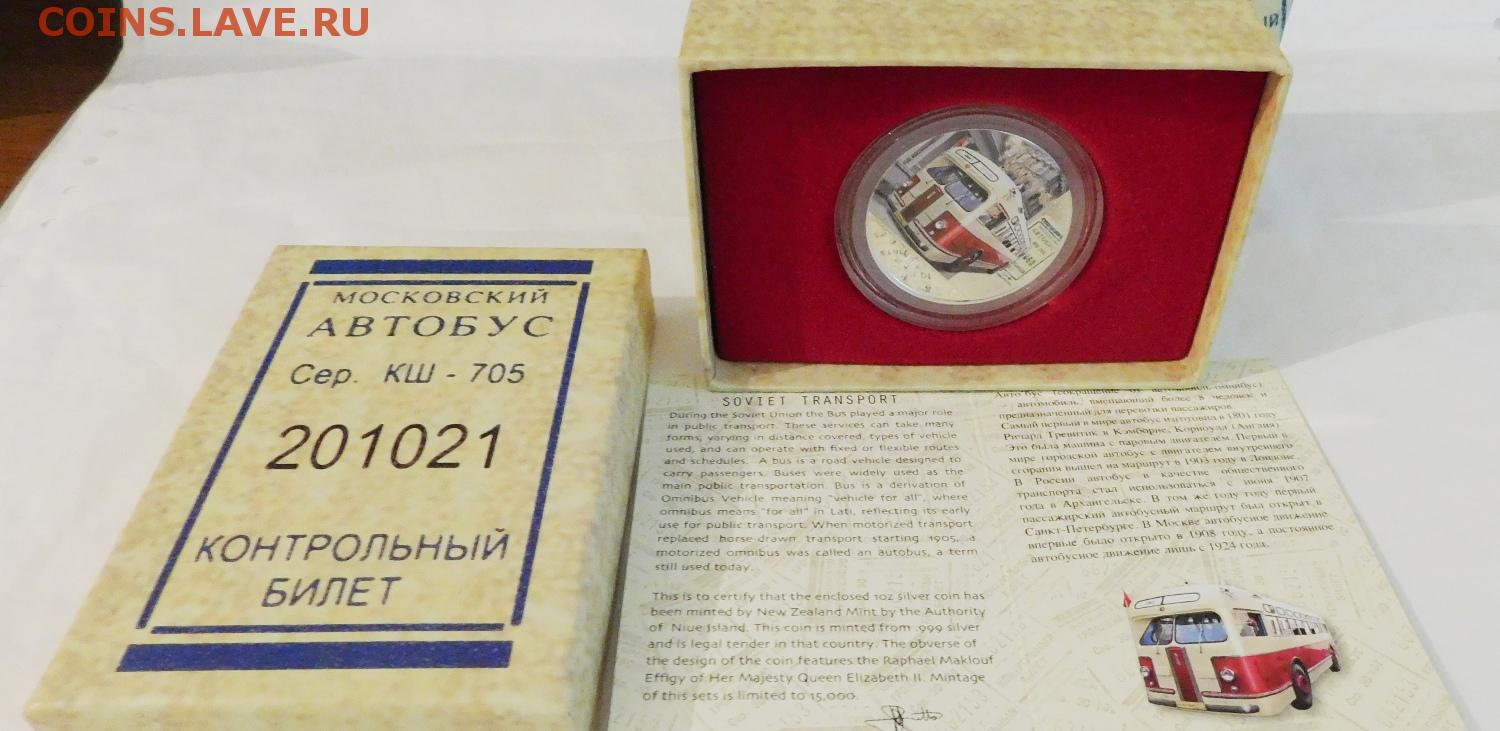 COINS.LAVE.RU
МОСКОВСКИЙ
АВТОБУС
Сер. КШ - 705
201021
КОНТРОЛЬНЫЙ
БИЛЕТ
SOVIET TRANSPORT
During the Soviet Union the Bus played a major role
in public transport. These services can take many
forms, varying in distance covered, types of vehicle
used, and can operate with fixed or flexible routes
and schedules. A bus is a road vehicle designed to
carry passengers. Buses were widely used as the
main public transportation. Bus is a derivation of
Omnibus Vehicle meaning "vehicle for all", where
omnibus means "for all" in Lati, reflecting its early
use for public transport. When motorized transport
replaced horse-drawn transport starting 1905, a
motorized omnibus was called an autobus, a term
still used today.
This is to certify that the enclosed 1oz silver coin has
been minted by New Zealand Mint by the Authority
of Niue Island. This coin is minted from .999 silver
and is legal tender in that country. The obverse of
the design of the coin features the Raphael Maklouf
Effigy of Her Majesty Queen Elizabeth II. Mintage
of this sets is limited to 15,000.
Автобус (сокращение от автомобиль-омнибус)
– автомобиль, вмещающий более 8 человек и
предназначенный для перевозки пассажиров.
Самый первый в мире автобус изготовил в 1801 году
Ричард Тревитик в Кэмборне, Корнуолл (Англия).
Это была машина с паровым двигателем. Первый в
мире городской автобус с двигателем внутреннего
сгорания вышел на маршрут в 1903 году в Лондоне.
В России автобус в качестве общественного
транспорта стал использоваться с июня 1907
года в Архангельске. В том же году году первый
пассажирский автобусный маршрут был открыт в
Санкт-Петербурге. В Москве автобусное движение
впервые было открыто в 1908 году, а постоянное
автобусное движение лишь с 1924 года.